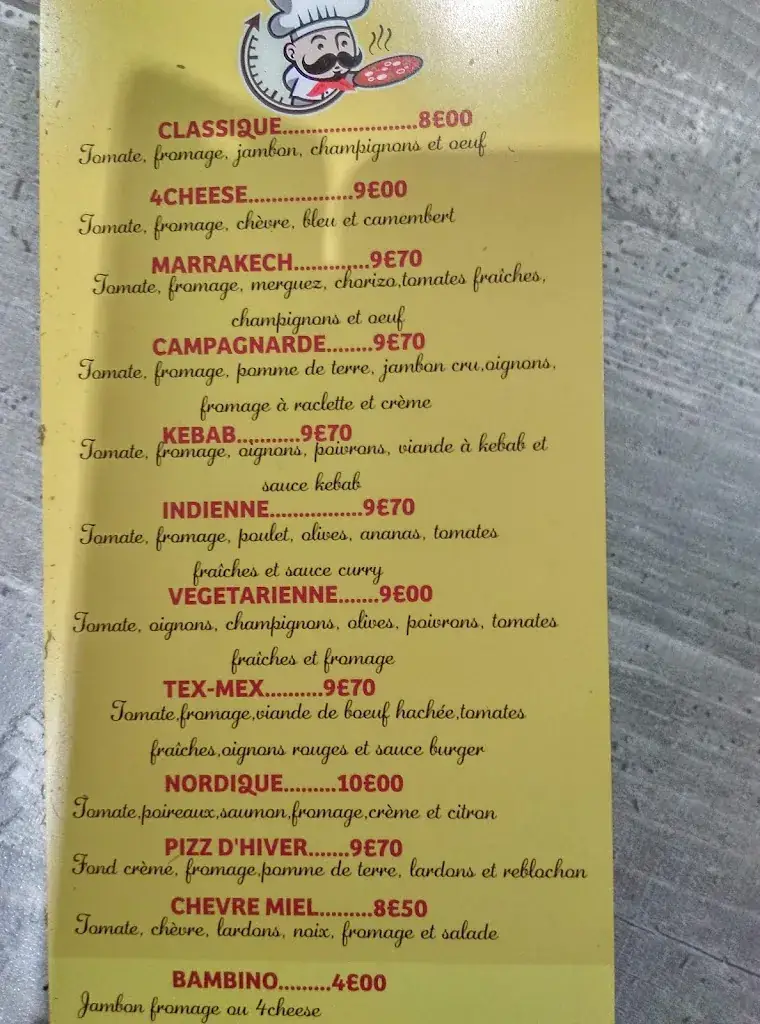 CLASSIQUE.......................8€00
Tomate, fromage, jambon, champignons et oeuf
4CHEESE..................9€00
Tomate, fromage, chèvre, bleu et camembert
MARRAKECH.............9€70
Tomate, fromage, merguez, chorizo,tomates fraîches,
champignons et oeuf
CAMPAGNARDE........9€70
Tomate, fromage, pomme de terre, jambon cru,oignons,
fromage à raclette et crème
KEBAB...........9€70
Tomate, fromage, oignons, poivrons, viande à kebab et
sauce kebab
INDIENNE................9€70
Tomate, fromage, poulet, olives, ananas, tomates
fraîches et sauce curry
VEGETARIENNE.......9€00
Tomate, oignons, champignons, olives, poivrons, tomates
fraîches et fromage
TEX-MEX..........9€70
Tomate,fromage,viande de boeuf hachée,tomates
fraîches,oignons rouges et sauce burger
NORDIQUE.........10€00
Tomate,poireaux,saumon,fromage,crème et citron
PIZZ D'HIVER.......9€70
Fond crème, fromage,pomme de terre, lardons et reblochon
CHEVRE MIEL.........8€50
Tomate, chèvre, lardons, noix, fromage et salade
BAMBINO.........4€00
Jambon fromage ou 4cheese